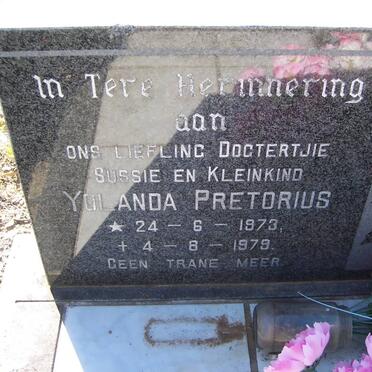 In Tere Herinnering
aan
ONS LIEFLING DOGTERTJIE
SUSSIE EN KLEINKIND
YOLANDA PRETORIUS
★ 24 - 6 - 1973,
+ 4 - 8 - 1979.
GEEN TRANE MEER